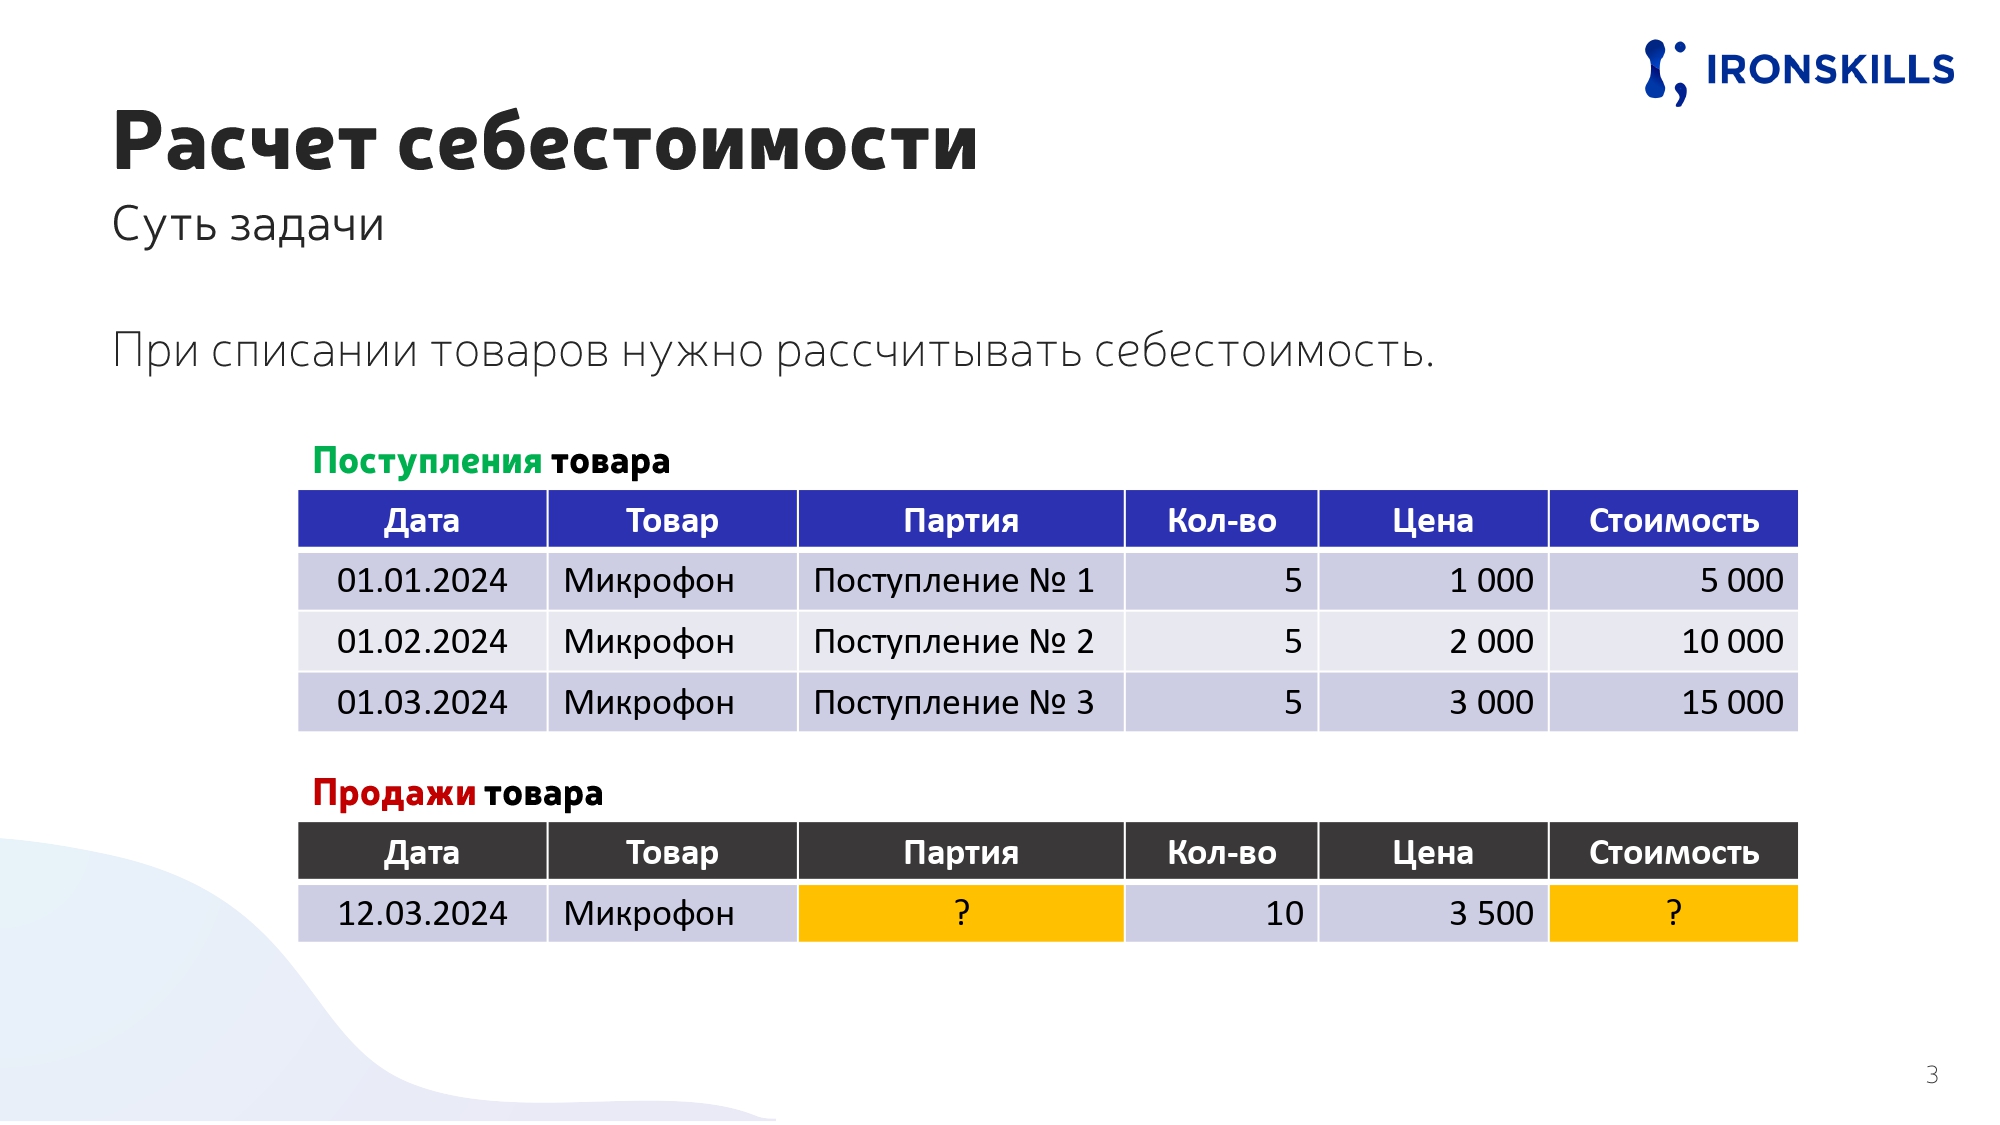 IRONSKILLS
Расчет себестоимости
Суть задачи
При списании товаров нужно рассчитывать себестоимость.
Поступления товара
Дата Товар Партия Кол-во Цена Стоимость
01.01.2024 Микрофон Поступление № 1 5 1 000 5 000
01.02.2024 Микрофон Поступление № 2 5 2 000 10 000
01.03.2024 Микрофон Поступление № 3 5 3 000 15 000
Продажи товара
Дата Товар Партия Кол-во Цена Стоимость
12.03.2024 Микрофон ? 10 3 500 ?
3